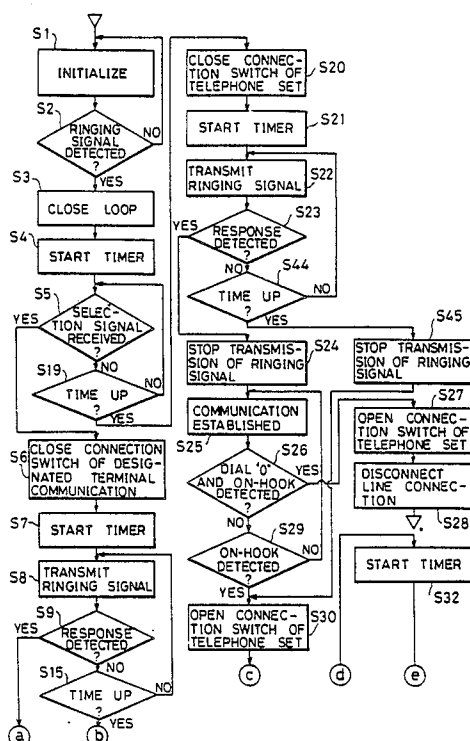 S1
INITIALIZE
S2
RINGING
SIGNAL
DETECTED
?
NO
YES
S3
CLOSE LOOP
S4
START TIMER
S5
YES
SELEC-
TION SIGNAL
RECEIVED
?
NO
S19
TIME UP
?
NO
YES
S6
CLOSE CONNECTION
SWITCH OF DESIG-
NATED TERMINAL
COMMUNICATION
S7
START TIMER
S8
TRANSMIT
RINGING SIGNAL
S9
YES
RESPONSE
DETECTED
?
NO
S15
TIME UP
?
NO
YES
a
b
CLOSE CONNEC-
TION SWITCH OF
TELEPHONE SET
S20
START TIMER
S21
TRANSMIT
RINGING SIGNAL
S22
S23
YES
RESPONSE
DETECTED
?
NO
S44
TIME UP
?
NO
YES
S24
STOP TRANSMIS-
SION OF RINGING
SIGNAL
S45
STOP TRANSMIS-
SION OF RINGING
SIGNAL
COMMUNICATION
ESTABLISHED
S25
S26
DIAL "0"
AND ON-HOOK
DETECTED
?
YES
NO
S27
OPEN CONNEC-
TION SWITCH OF
TELEPHONE SET
DISCONNECT
LINE CONNEC-
TION
S28
S29
ON-HOOK
DETECTED
?
NO
YES
S30
OPEN CONNECTION
SWITCH OF
TELEPHONE SET
START TIMER
S32
c
d
e